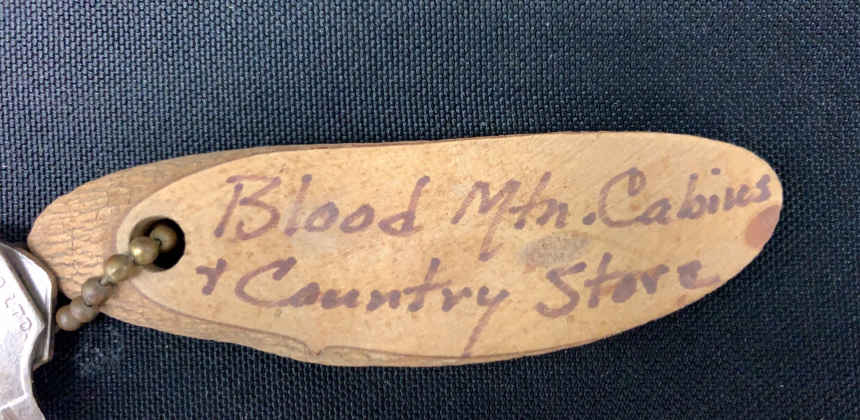 Blood Mtn. Cabins
+ Country Store